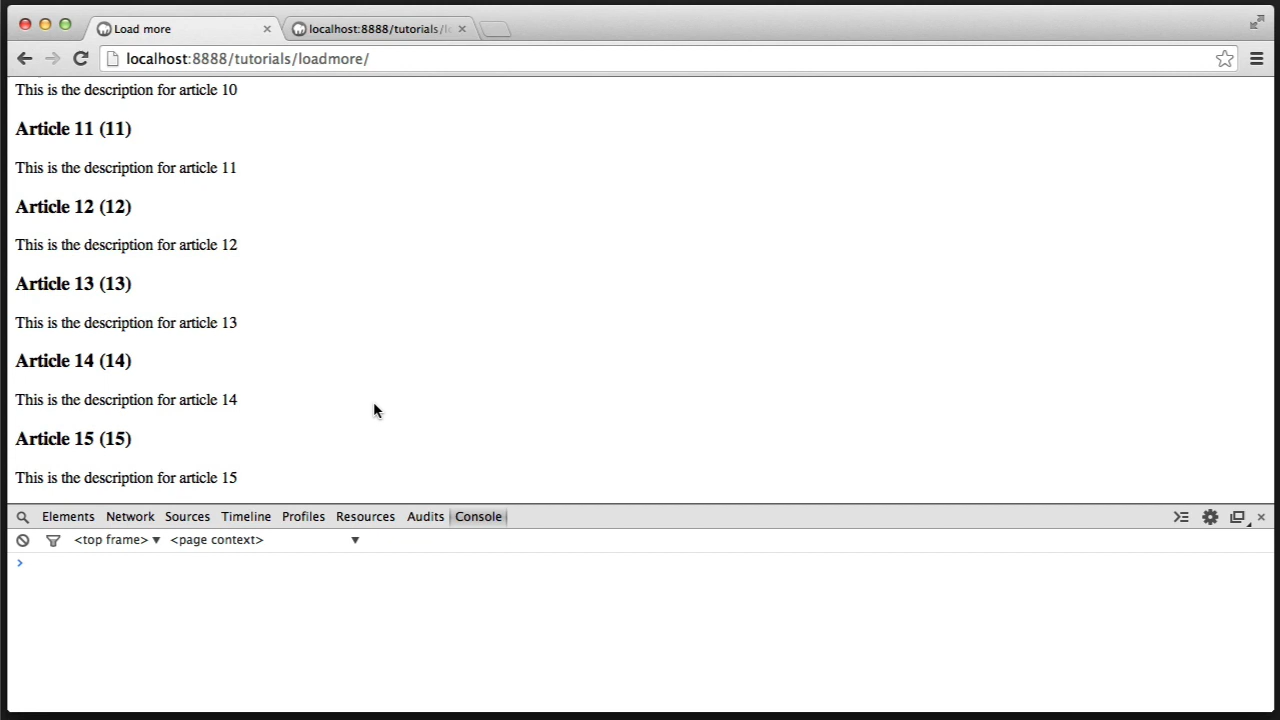 Load more
localhost:8888/tutorials/l
localhost:8888/tutorials/loadmore/
This is the description for article 10
Article 11 (11)
This is the description for article 11
Article 12 (12)
This is the description for article 12
Article 13 (13)
This is the description for article 13
Article 14 (14)
This is the description for article 14
Article 15 (15)
This is the description for article 15
Elements Network Sources Timeline Profiles Resources Audits Console
<top frame> <page context>